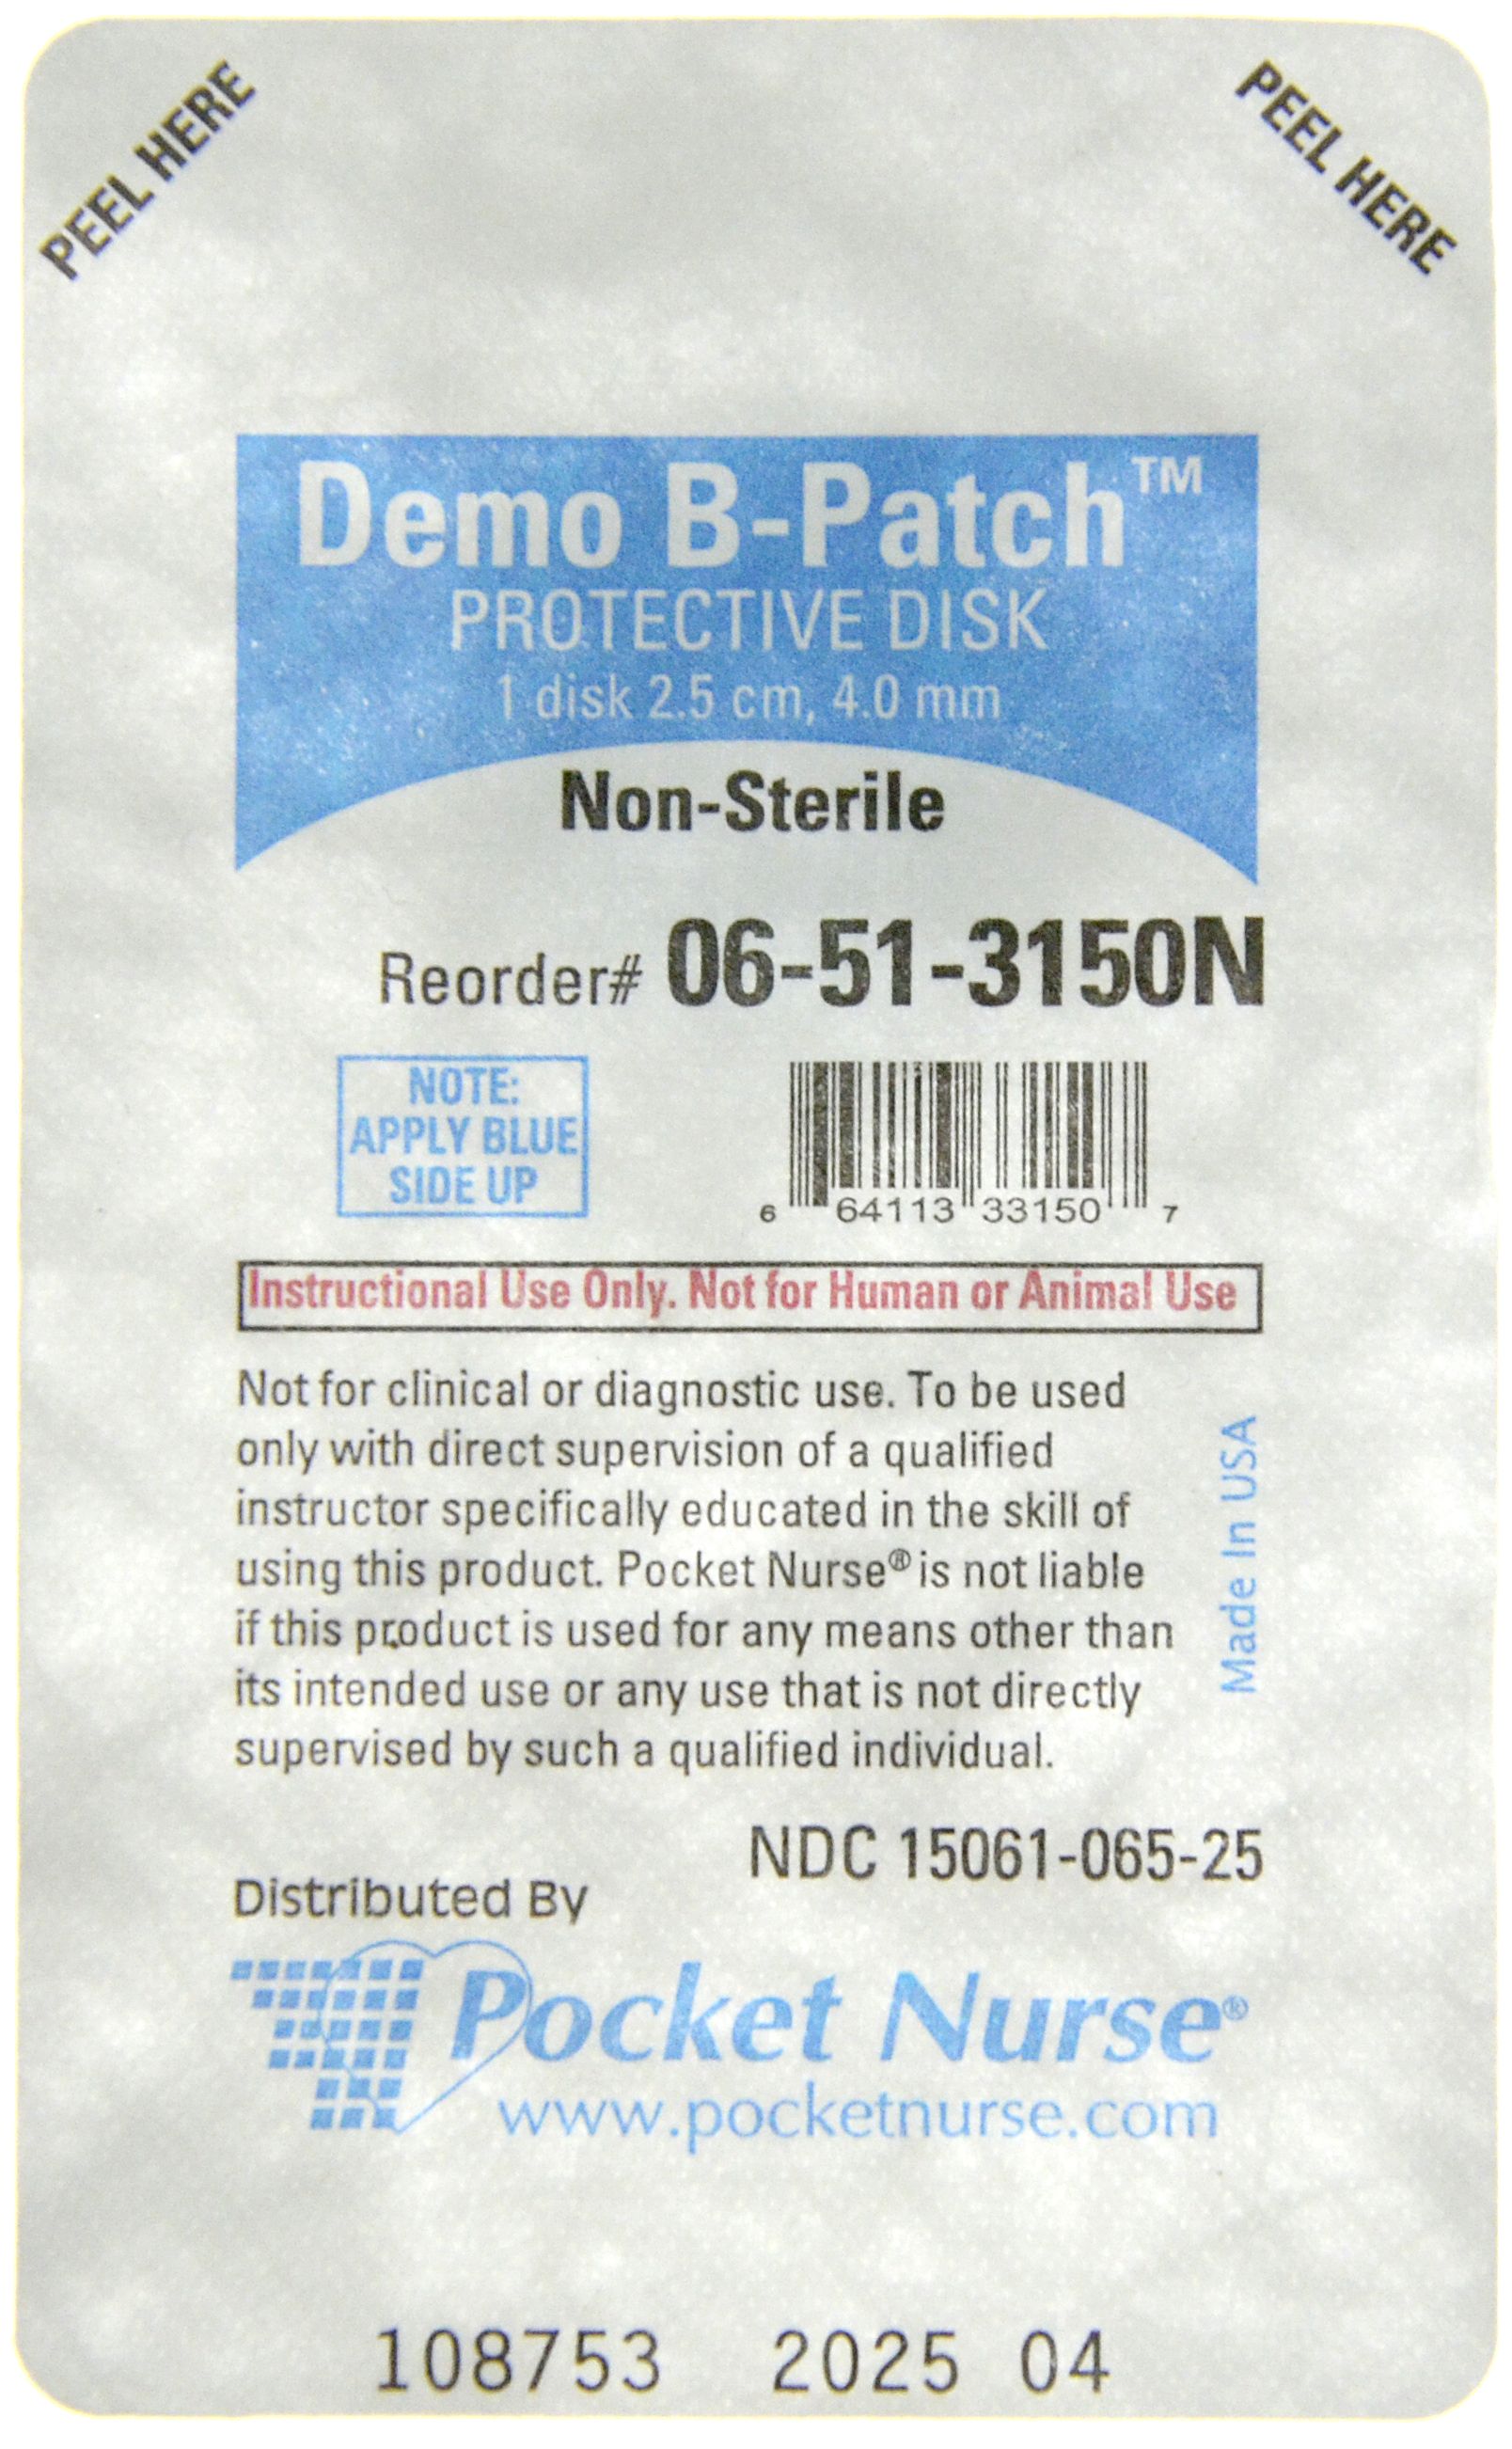 PEEL HERE
PEEL HERE
Demo B-Patch™
PROTECTIVE DISK
1 disk 2.5 cm, 4.0 mm
Non-Sterile
Reorder# 06-51-3150N
NOTE:
APPLY BLUE
SIDE UP
6 64113 33150 7
Instructional Use Only. Not for Human or Animal Use
Not for clinical or diagnostic use. To be used
only with direct supervision of a qualified
instructor specifically educated in the skill of
using this product. Pocket Nurse® is not liable
if this product is used for any means other than
its intended use or any use that is not directly
supervised by such a qualified individual.
Made In USA
NDC 15061-065-25
Distributed By
Pocket Nurse®
www.pocketnurse.com
108753 2025 04